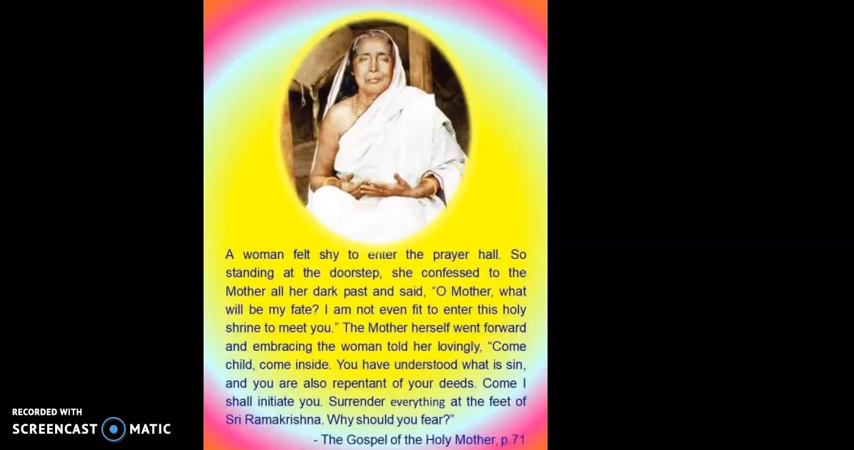 A woman felt shy to enter the prayer hall. So
standing at the doorstep, she confessed to the
Mother all her dark past and said, “O Mother, what
will be my fate? I am not even fit to enter this holy
shrine to meet you.” The Mother herself went forward
and embracing the woman told her lovingly, “Come
child, come inside. You have understood what is sin,
and you are also repentant of your deeds. Come I
shall initiate you. Surrender everything at the feet of
Sri Ramakrishna. Why should you fear?”
- The Gospel of the Holy Mother, p.71
RECORDED WITH
SCREENCAST MATIC